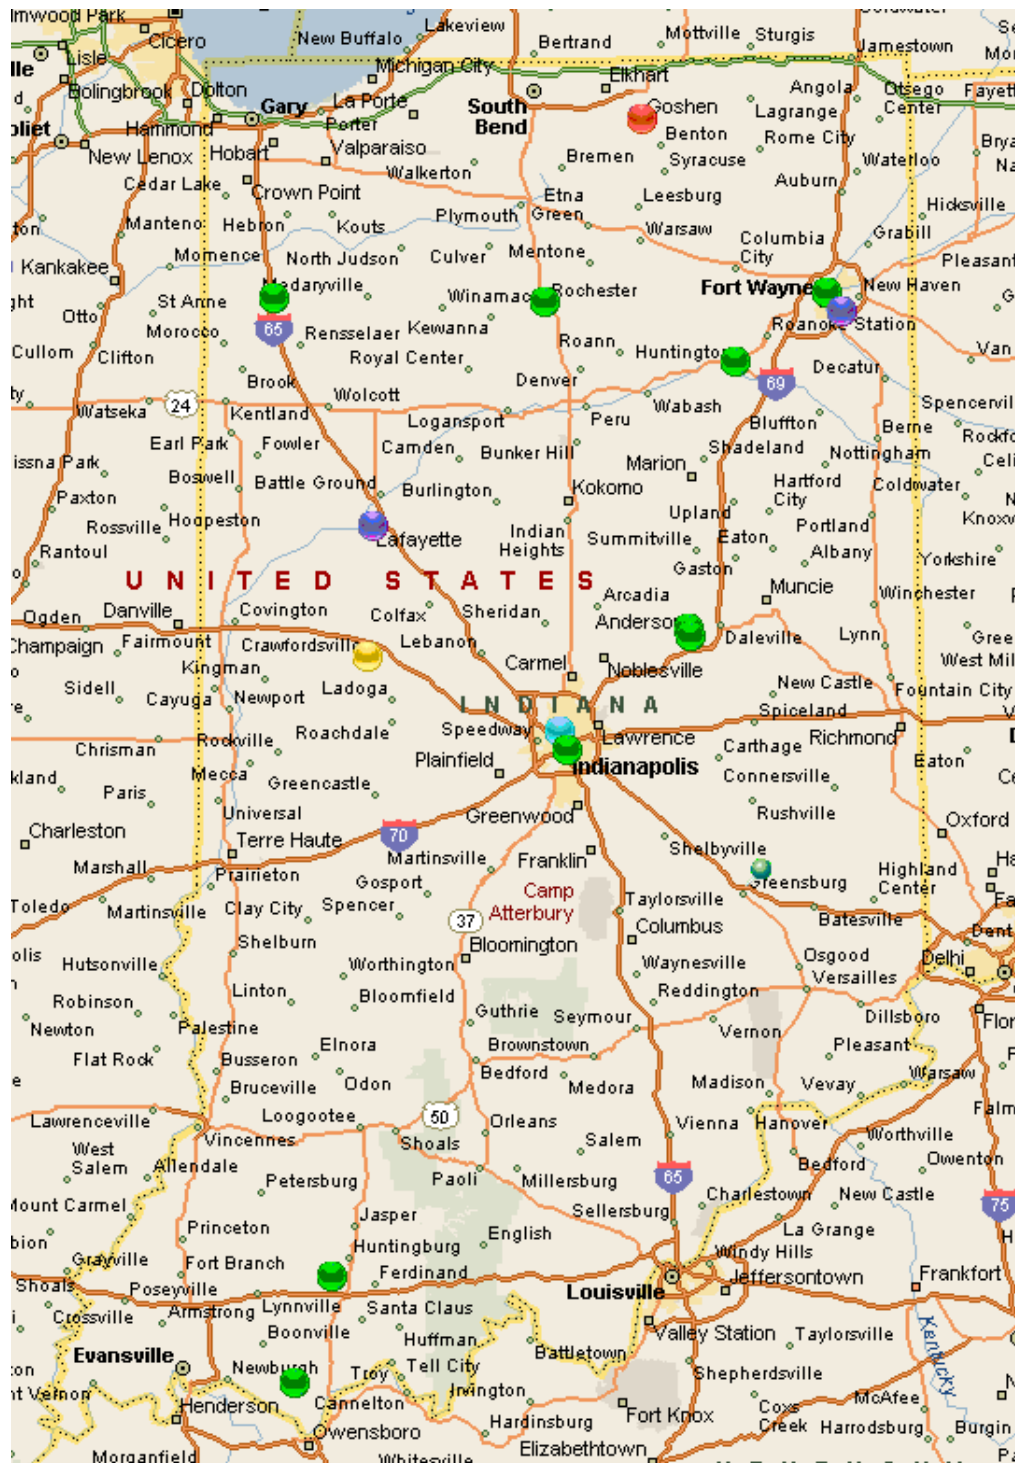 Lakeview
New Buffalo
Mottville
Sturgis
Bertrand
Jamestown
Cicero
Lisle
Michigan City
Elkhart
Angola
Otsego
Center
Bolingbrook
Dolton
Gary
La Porte
South
Bend
Goshen
Lagrange
Hammond
Porter
Benton
Rome City
New Lenox
Hobart
Valparaiso
Bremen
Syracuse
Waterloo
Walkerton
Cedar Lake
Crown Point
Etna
Green
Leesburg
Auburn
Hicksville
Manteno
Hebron
Kouts
Plymouth
Warsaw
Columbia
City
Grabill
Momence
North Judson
Culver
Mentone
Kankakee
Medaryville
Winamac
Rochester
Fort Wayne
New Haven
St Anne
Otto
Morocco
65
Rensselaer
Kewanna
Roann
Roanoke
Station
Clifton
Royal Center
Huntington
Brook
Denver
69
Decatur
Watseka
24
Kentland
Wolcott
Logansport
Peru
Wabash
Bluffton
Berne
Earl Park
Fowler
Camden
Bunker Hill
Shadeland
Nottingham
Boswell
Battle Ground
Burlington
Marion
Kokomo
Hartford
City
Coldwater
Paxton
Rossville
Hoopeston
Lafayette
Indian
Heights
Upland
Portland
Rantoul
Summitville
Eaton
Albany
Yorkshire
Gaston
UNITED STATES
Muncie
Winchester
Arcadia
Ogden
Danville
Covington
Colfax
Sheridan
Anderson
Daleville
Lynn
Champaign
Fairmount
Crawfordsville
Lebanon
Carmel
Noblesville
Kingman
Sidell
Cayuga
Newport
Ladoga
New Castle
Fountain City
INDIANA
Spiceland
Roachdale
Speedway
Lawrence
Richmond
Chrisman
Rockville
Plainfield
Indianapolis
Carthage
Eaton
Mecca
Greencastle
Connersville
Paris
Universal
Greenwood
Rushville
Oxford
Charleston
Terre Haute
70
Marshall
Prairieton
Martinsville
Franklin
Shelbyville
Gosport
Greensburg
Highland
Center
Toledo
Martinsville
Clay City
Spencer
Camp
Atterbury
Taylorsville
37
Batesville
Columbus
Shelburn
Bloomington
Delhi
Hutsonville
Worthington
Waynesville
Osgood
Versailles
Robinson
Linton
Bloomfield
Reddington
Newton
Palestine
Guthrie
Seymour
Vernon
Dillsboro
Flat Rock
Busseron
Elnora
Brownstown
Pleasant
Bruceville
Odon
Bedford
Medora
Madison
Vevay
Warsaw
Lawrenceville
Loogootee
50
Orleans
Vienna
Hanover
Vincennes
Shoals
Salem
Worthville
West
Salem
Allendale
Bedford
Owenton
Petersburg
Paoli
Millersburg
65
Mount Carmel
Charlestown
New Castle
75
Princeton
Jasper
Sellersburg
La Grange
Grayville
Fort Branch
Huntingburg
English
Windy Hills
Shoals
Poseyville
Ferdinand
Louisville
Jeffersontown
Frankfort
Crossville
Armstrong
Lynnville
Santa Claus
Boonville
Huffman
Valley Station
Taylorsville
Kentucky
Evansville
Newburgh
Troy
Tell City
Battletown
Shepherdsville
Henderson
Cannelton
Irvington
Fort Knox
Coxs
Creek
McAfee
Owensboro
Hardinsburg
Harrodsburg
Burgin
Morganfield
Whitesville
Elizabethtown